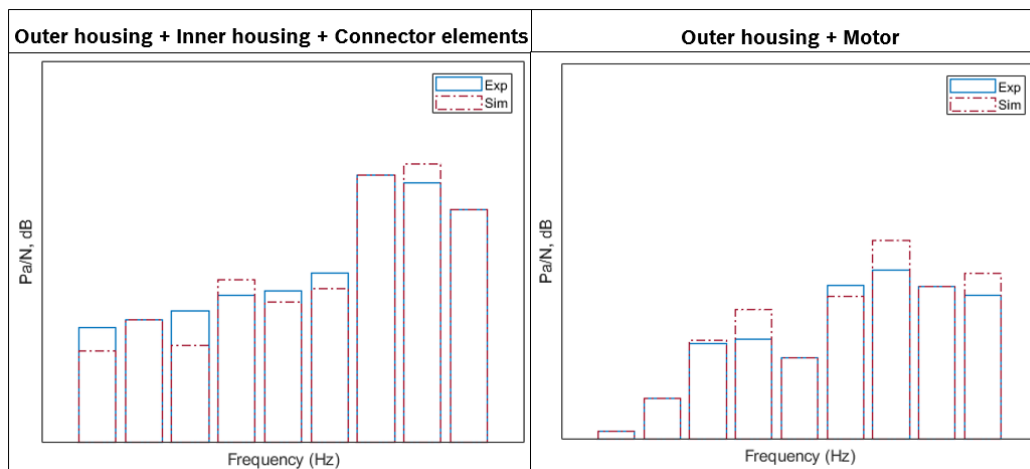 Outer housing + Inner housing + Connector elements
Outer housing + Motor
Exp
Sim
Pa/N, dB
Frequency (Hz)
Exp
Sim
Pa/N, dB
Frequency (Hz)